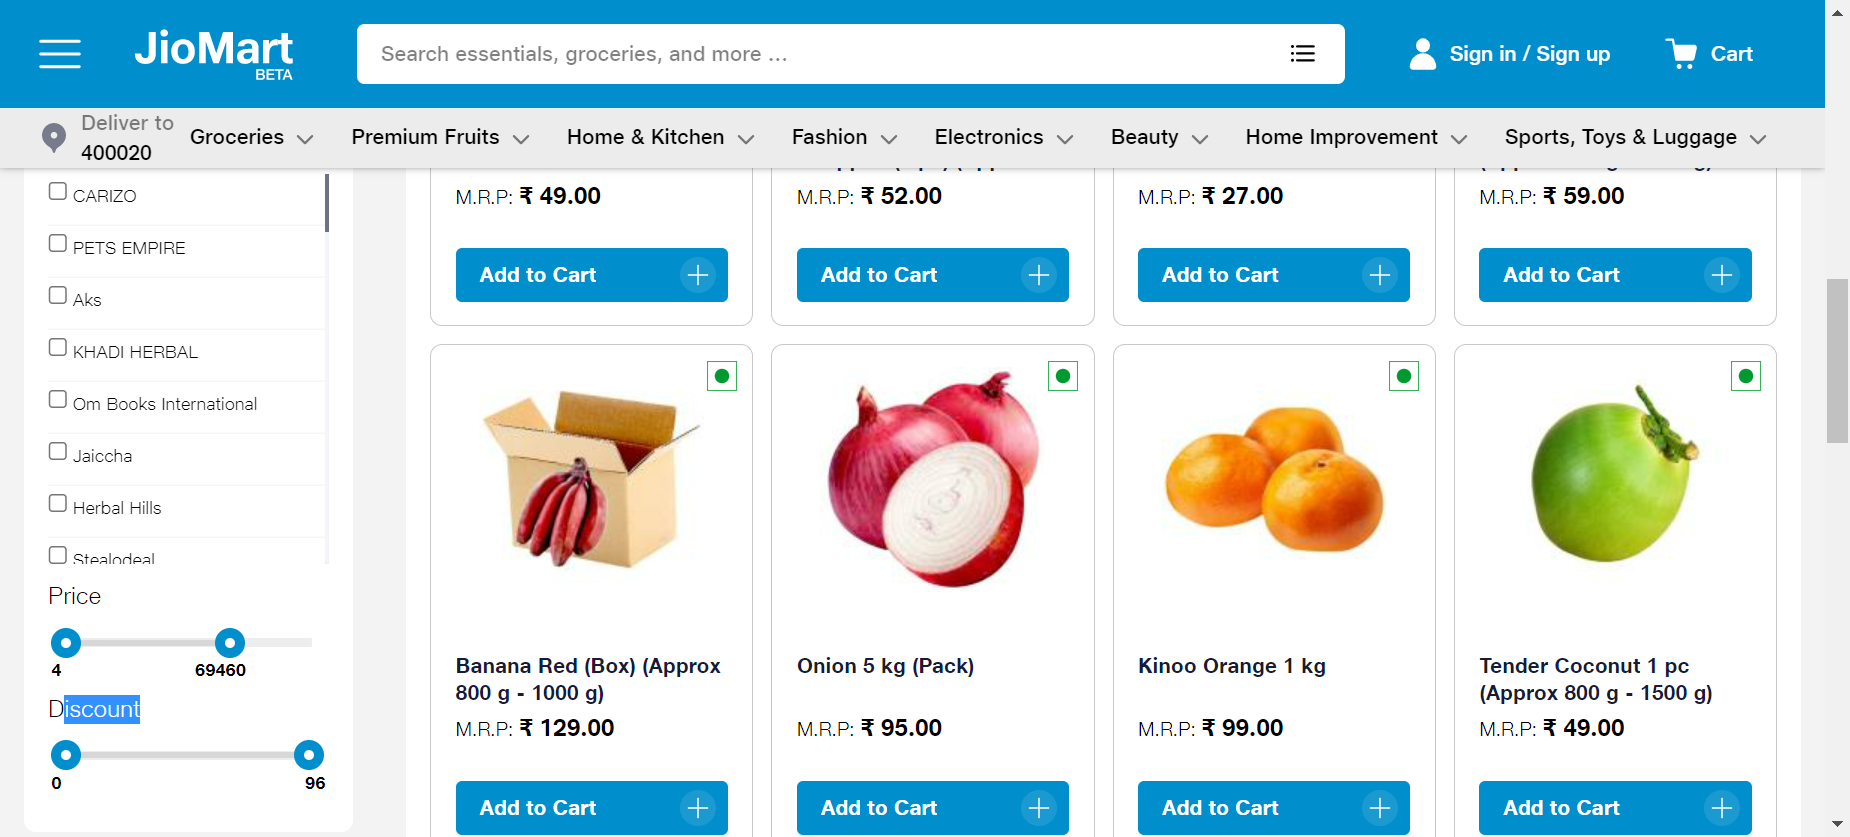 JioMart
BETA
Search essentials, groceries, and more ...
Sign in / Sign up
Cart
Deliver to
400020
Groceries
Premium Fruits
Home & Kitchen
Fashion
Electronics
Beauty
Home Improvement
Sports, Toys & Luggage
CARIZO
PETS EMPIRE
Aks
KHADI HERBAL
Om Books International
Jaiccha
Herbal Hills
Stealodeal
Price
4
69460
Discount
0
96
M.R.P: ₹ 49.00
M.R.P: ₹ 52.00
M.R.P: ₹ 27.00
M.R.P: ₹ 59.00
Add to Cart
Add to Cart
Add to Cart
Add to Cart
Banana Red (Box) (Approx
800 g - 1000 g)
M.R.P: ₹ 129.00
Add to Cart
Onion 5 kg (Pack)
M.R.P: ₹ 95.00
Add to Cart
Kinoo Orange 1 kg
M.R.P: ₹ 99.00
Add to Cart
Tender Coconut 1 pc
(Approx 800 g - 1500 g)
M.R.P: ₹ 49.00
Add to Cart